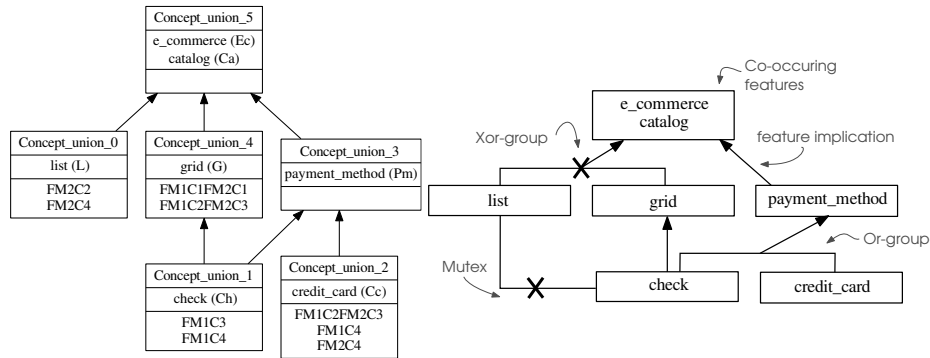 Concept_union_5
e_commerce (Ec)
catalog (Ca)
Concept_union_0
list (L)
FM2C2
FM2C4
Concept_union_4
grid (G)
FM1C1FM2C1
FM1C2FM2C3
Concept_union_3
payment_method (Pm)
Concept_union_1
check (Ch)
FM1C3
FM1C4
Concept_union_2
credit_card (Cc)
FM1C2FM2C3
FM1C4
FM2C4
Co-occuring
features
e_commerce
catalog
Xor-group
feature implication
list
grid
payment_method
Or-group
Mutex
check
credit_card